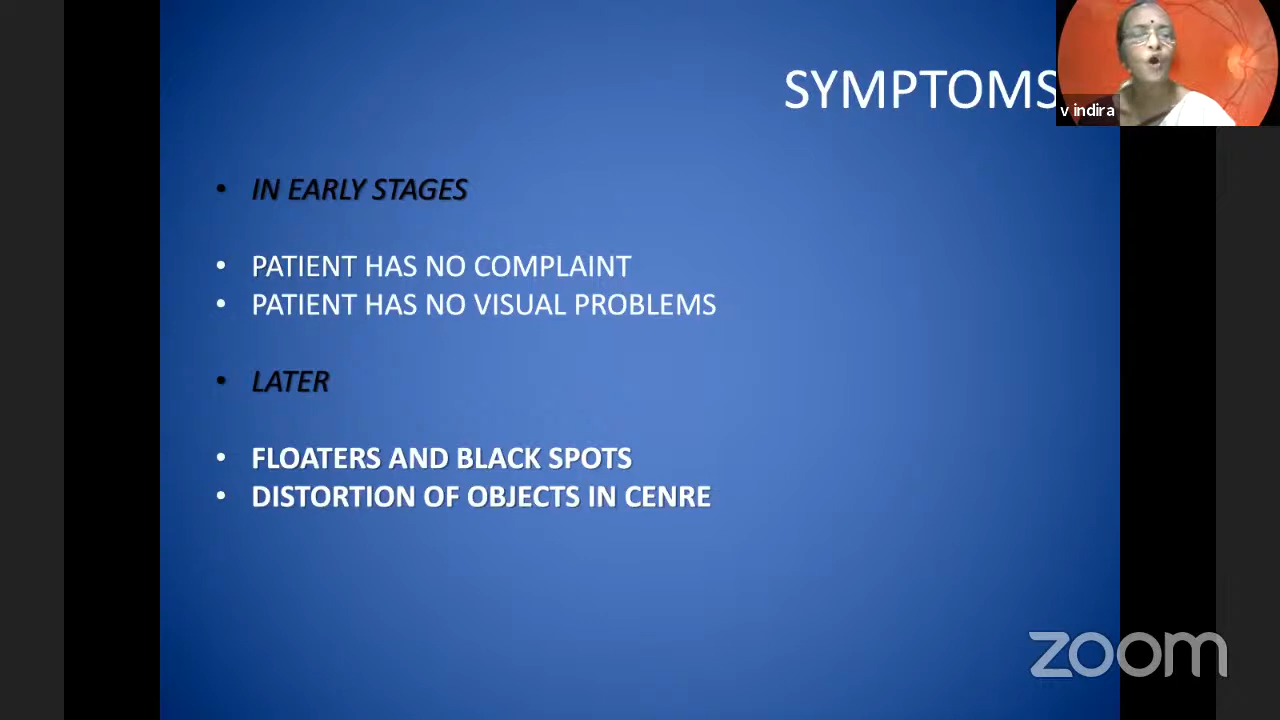 SYMPTOMS
v indira
• IN EARLY STAGES
• PATIENT HAS NO COMPLAINT
• PATIENT HAS NO VISUAL PROBLEMS
• LATER
• FLOATERS AND BLACK SPOTS
• DISTORTION OF OBJECTS IN CENRE
zoom